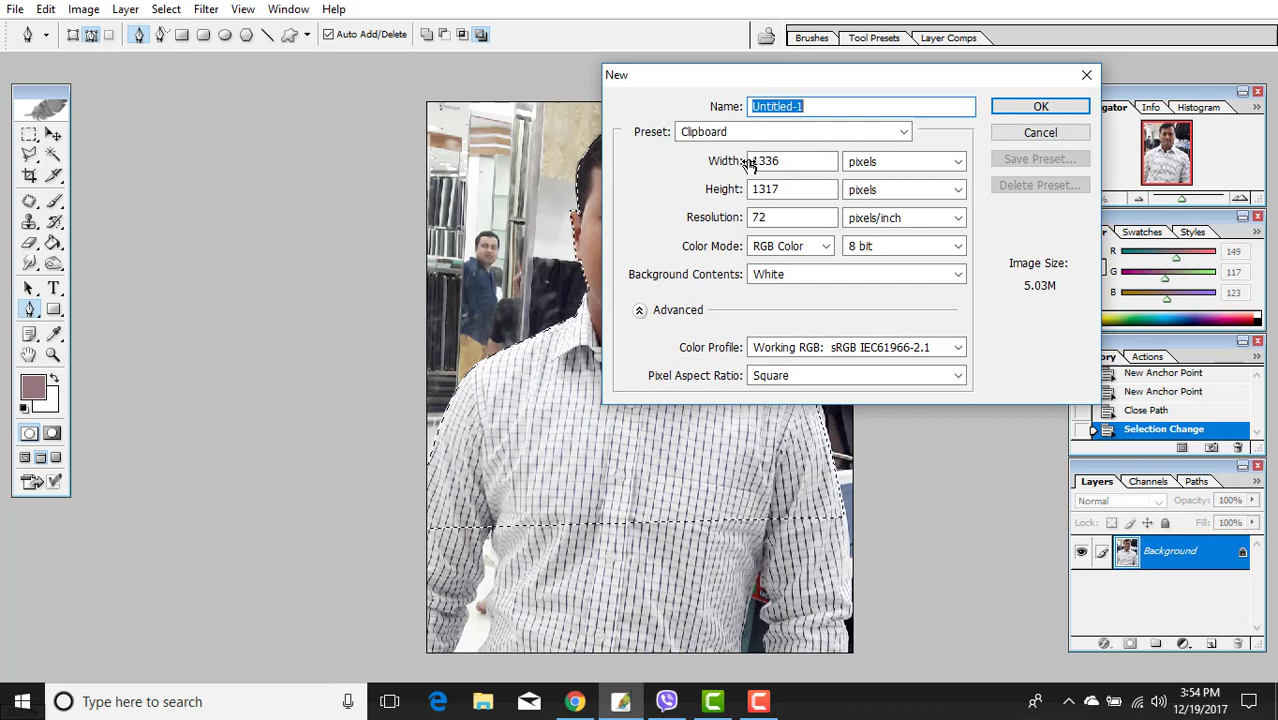 File Edit Image Layer Select Filter View Window Help
Auto Add/Delete
Brushes Tool Presets Layer Comps
New
Name: Untitled-1 OK
Preset: Clipboard Cancel
Width: 1336 pixels Save Preset...
Height: 1317 pixels Delete Preset...
Resolution: 72 pixels/inch
Color Mode: RGB Color 8 bit
Image Size:
Background Contents: White 5.03M
Advanced
Color Profile: Working RGB: sRGB IEC61966-2.1
Pixel Aspect Ratio: Square
Info Histogram
%
Swatches Styles
R 149
G 117
B 123
Actions
New Anchor Point
New Anchor Point
Close Path
Selection Change
Layers Channels Paths
Normal Opacity: 100%
Lock: Fill: 100%
Background
Type here to search
3:54 PM
12/19/2017